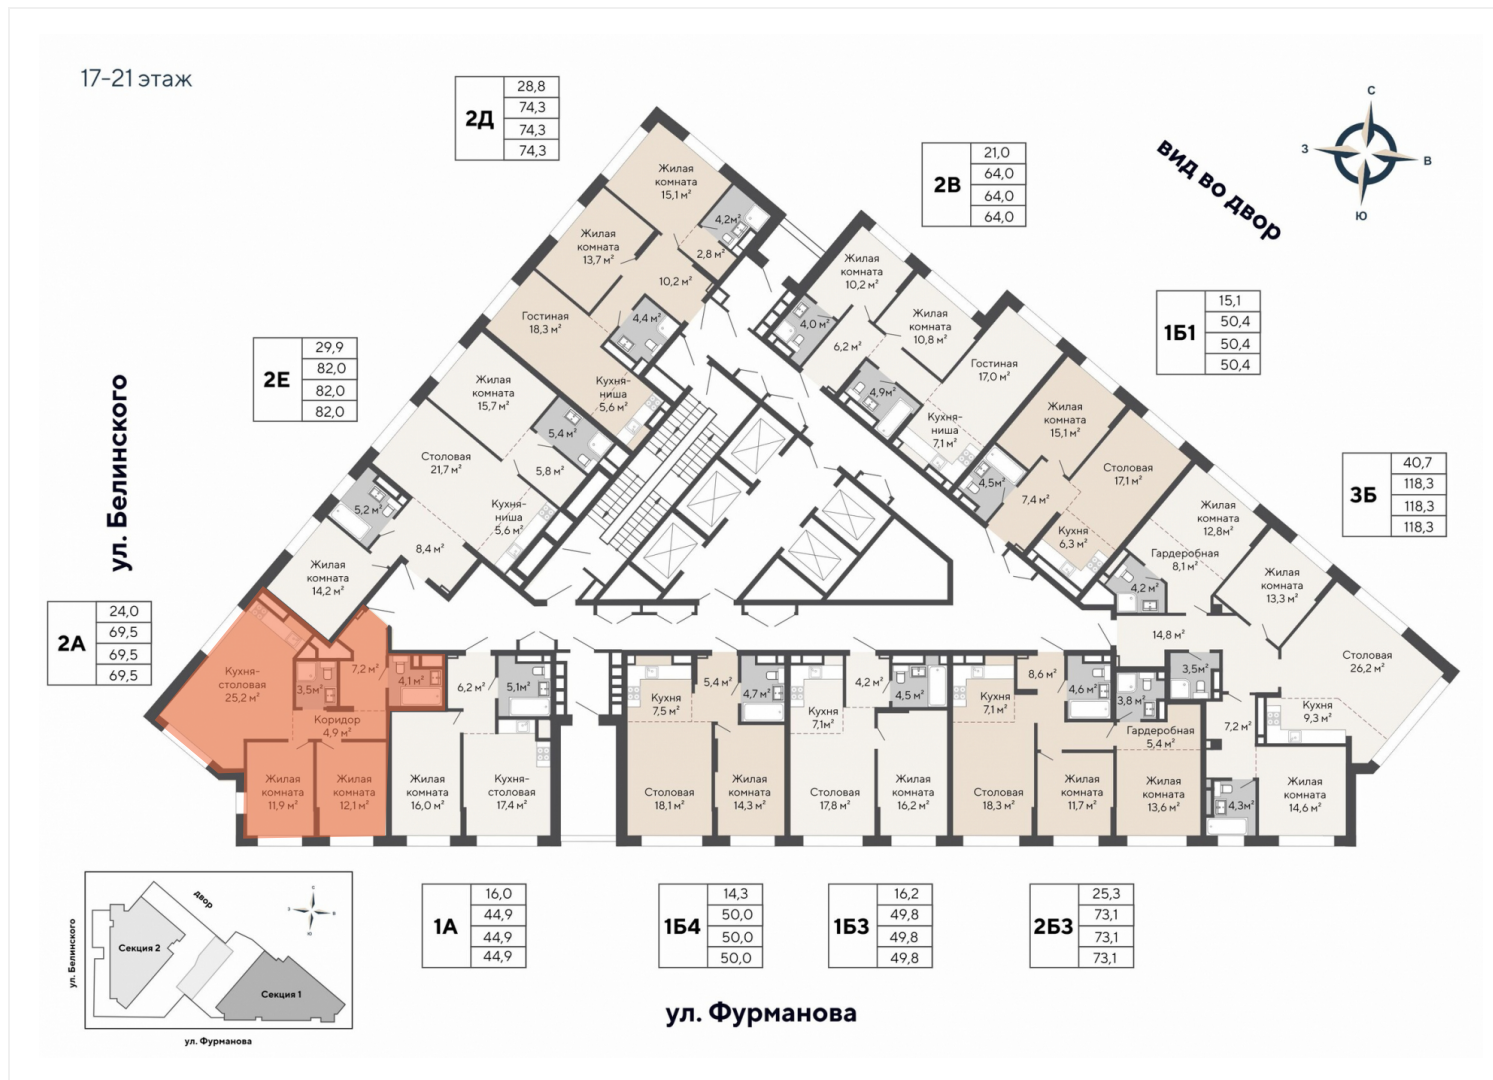 17-21 этаж
2Д
28,8
74,3
74,3
74,3
2В
21,0
64,0
64,0
64,0
С
З
В
Ю
вид во двор
1Б1
15,1
50,4
50,4
50,4
2Е
29,9
82,0
82,0
82,0
3Б
40,7
118,3
118,3
118,3
2А
24,0
69,5
69,5
69,5
ул. Белинского
Жилая
комната
15,1 м²
4,2м²
2,8 м²
Жилая
комната
13,7 м²
10,2 м²
Гостиная
18,3 м²
4,4 м²
Кухня-
ниша
5,6 м²
Жилая
комната
10,2 м²
4,0 м²
6,2 м²
Жилая
комната
10,8 м²
Гостиная
17,0 м²
4,9м²
Кухня-
ниша
7,1 м²
Жилая
комната
15,1 м²
Столовая
17,1 м²
4,5м²
7,4 м²
Кухня
6,3 м²
Жилая
комната
15,7 м²
5,4 м²
Столовая
21,7 м²
5,8 м²
Кухня-
ниша
5,6 м²
5,2 м²
8,4 м²
Жилая
комната
14,2 м²
Жилая
комната
12,8м²
Гардеробная
8,1 м²
4,2 м²
Жилая
комната
13,3 м²
14,8 м²
Столовая
26,2 м²
3,5м²
3,8 м²
7,2 м²
Кухня
9,3 м²
4,3м²
Жилая
комната
14,6 м²
Кухня-
столовая
25,2 м²
7,2 м²
3,5м²
4,1 м²
Коридор
4,9 м²
Жилая
комната
11,9 м²
Жилая
комната
12,1 м²
6,2 м²
5,1м²
Жилая
комната
16,0 м²
Кухня-
столовая
17,4 м²
Кухня
7,5 м²
5,4 м²
4,7 м²
Столовая
18,1 м²
Жилая
комната
14,3 м²
Кухня
7,1м²
4,2 м²
4,5 м²
Столовая
17,8 м²
Жилая
комната
16,2 м²
Кухня
7,1 м²
8,6 м²
4,6 м²
Гардеробная
5,4 м²
Столовая
18,3 м²
Жилая
комната
11,7 м²
Жилая
комната
13,6 м²
1А
16,0
44,9
44,9
44,9
1Б4
14,3
50,0
50,0
50,0
1Б3
16,2
49,8
49,8
49,8
2Б3
25,3
73,1
73,1
73,1
ул. Фурманова
ул. Белинского
двор
С
З
В
Ю
Секция 2
Секция 1
ул. Фурманова